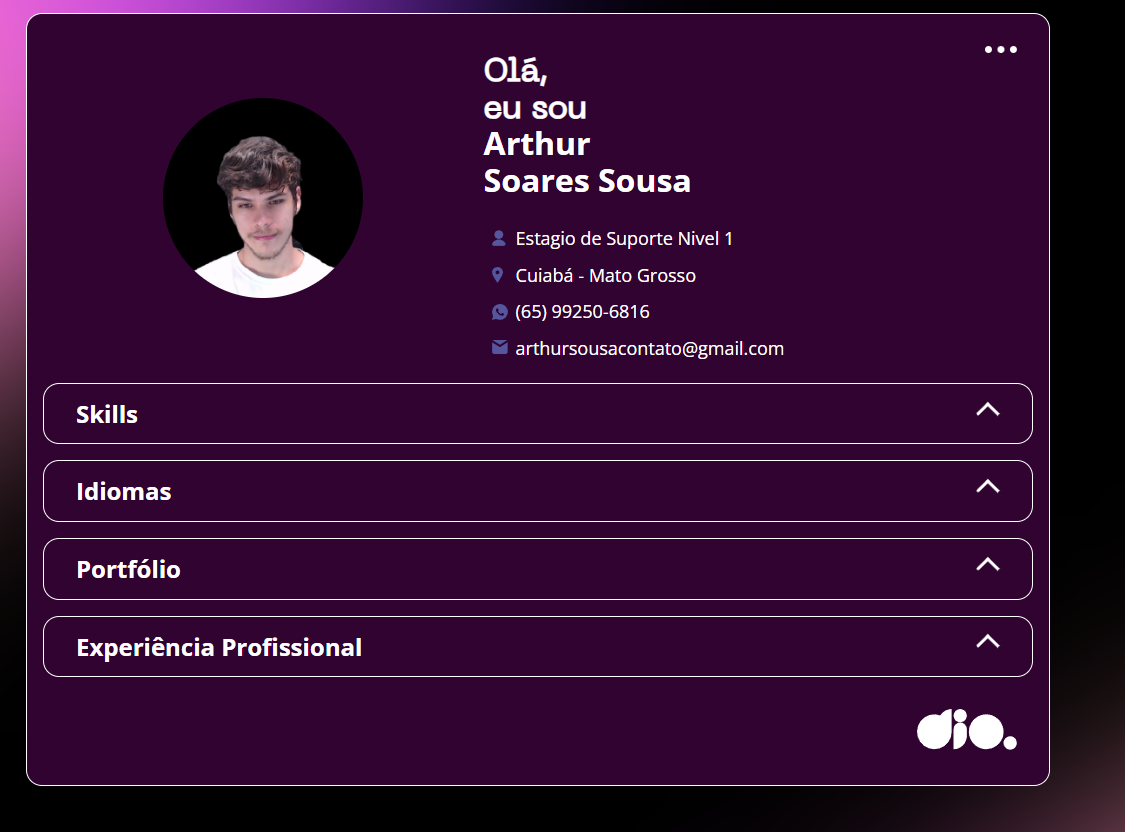 Olá,
eu sou
Arthur
Soares Sousa
Estagio de Suporte Nivel 1
Cuiabá - Mato Grosso
(65) 99250-6816
arthursousacontato@gmail.com
Skills
Idiomas
Portfólio
Experiência Profissional
dio.